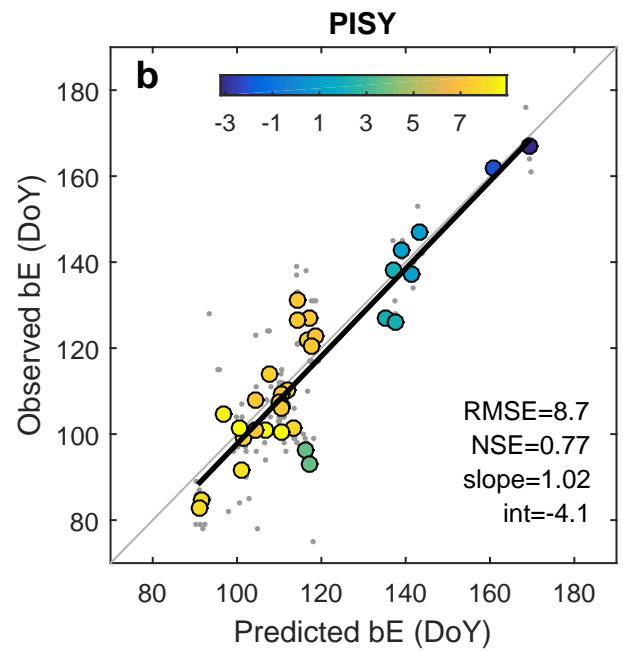 PISY
b
-3 -1 1 3 5 7
180
160
140
120
100
80
Observed bE (DoY)
RMSE=8.7
NSE=0.77
slope=1.02
int=-4.1
80 100 120 140 160 180
Predicted bE (DoY)